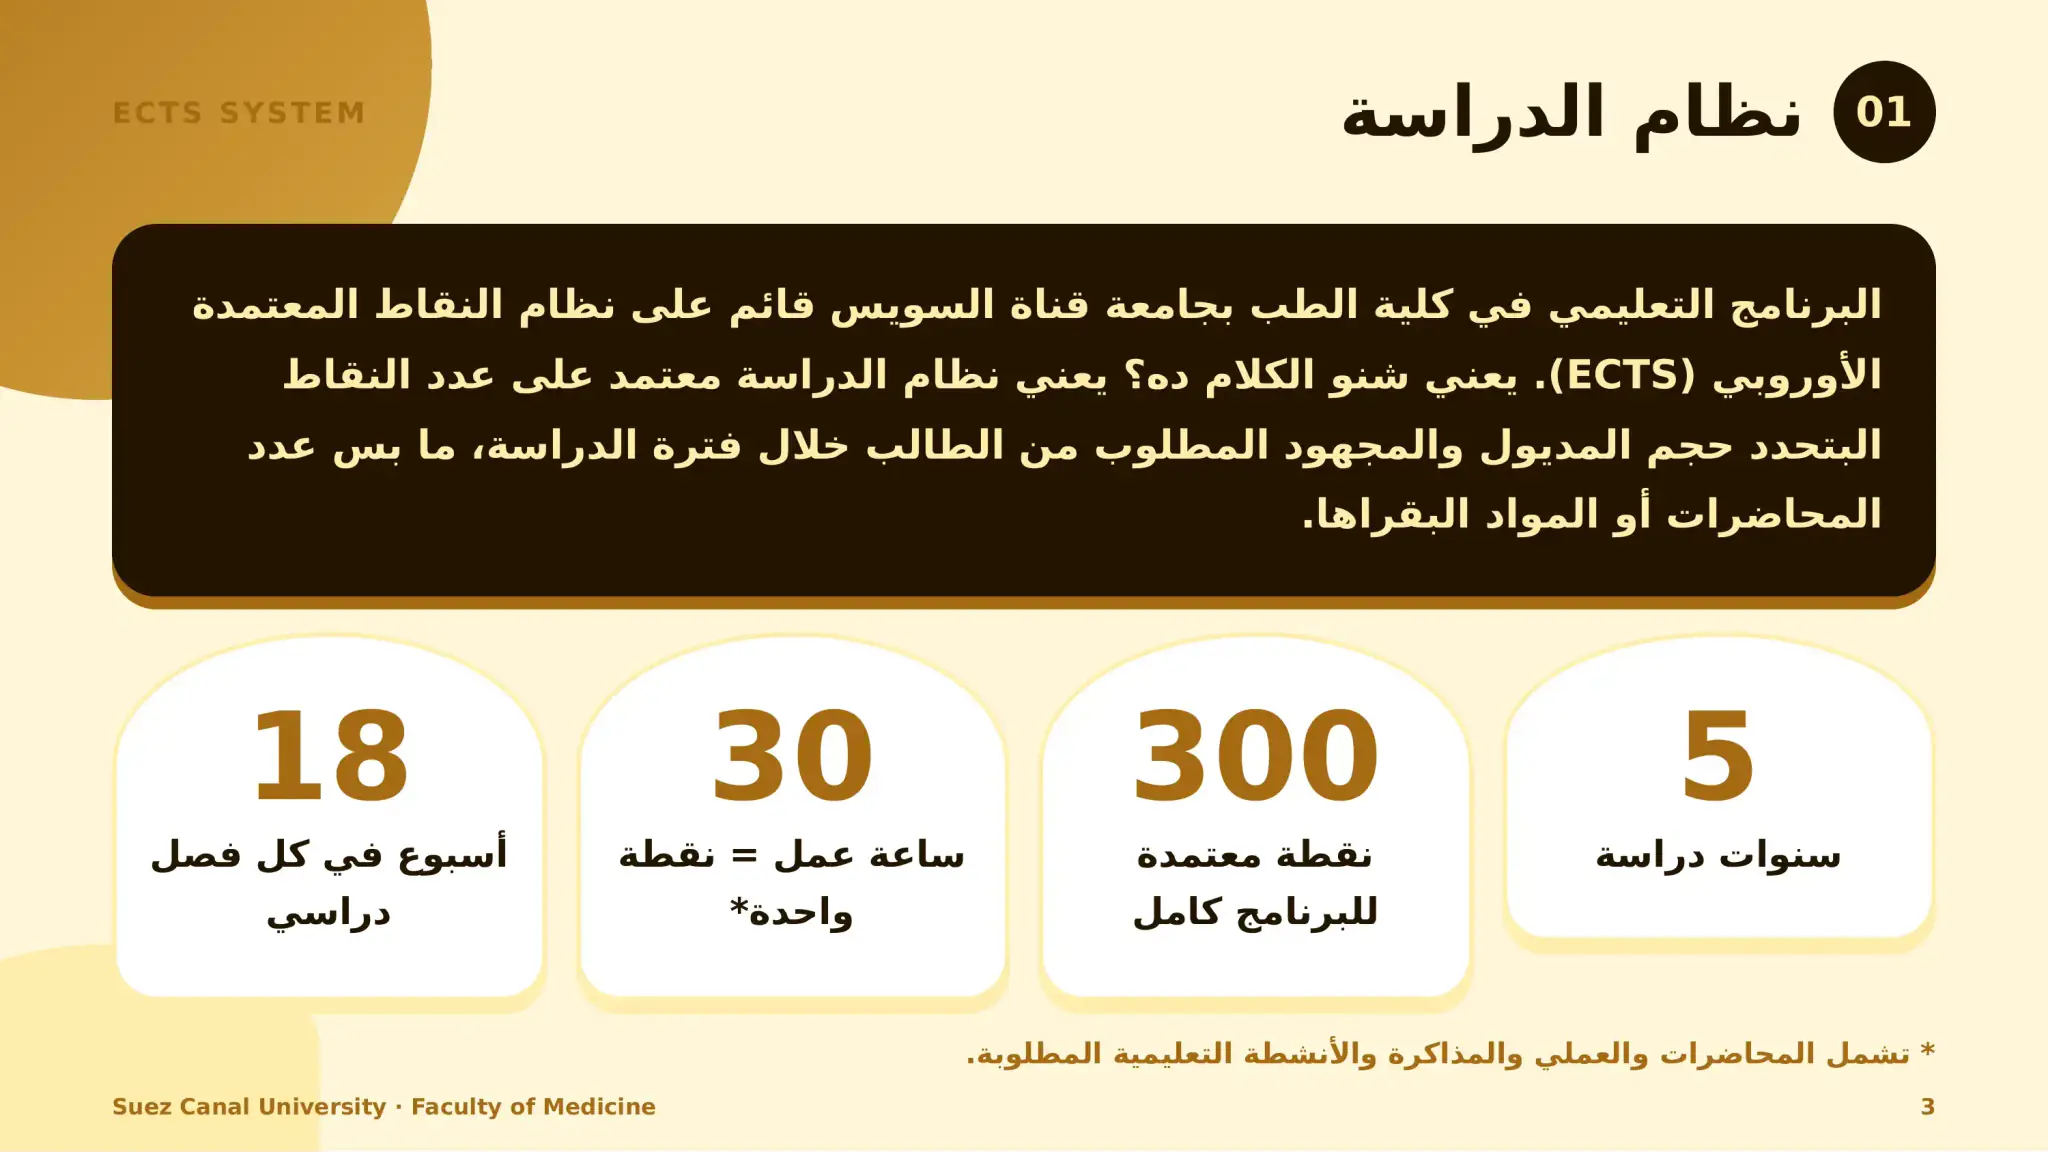 01
نظام الدراسة
ECTS SYSTEM
البرنامج التعليمي في كلية الطب بجامعة قناة السويس قائم على نظام النقاط المعتمدة
الأوروبي (ECTS). يعني شنو الكلام ده؟ يعني نظام الدراسة معتمد على عدد النقاط
البتحدد حجم المديول والمجهود المطلوب من الطالب خلال فترة الدراسة، ما بس عدد
المحاضرات أو المواد البقراها.
5
سنوات دراسة
300
نقطة معتمدة
للبرنامج كامل
30
ساعة عمل = نقطة
واحدة*
18
أسبوع في كل فصل
دراسي
* تشمل المحاضرات والعملي والمذاكرة والأنشطة التعليمية المطلوبة.
Suez Canal University · Faculty of Medicine
3